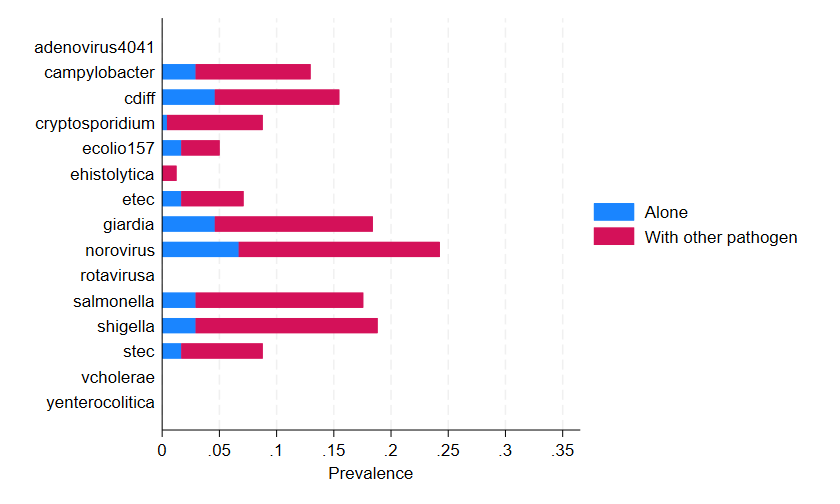 adenovirus4041
campylobacter
cdiff
cryptosporidium
ecolio157
ehistolytica
etec
giardia
norovirus
rotavirusa
salmonella
shigella
stec
vcholerae
yenterocolitica
0 .05 .1 .15 .2 .25 .3 .35
Prevalence
Alone
With other pathogen